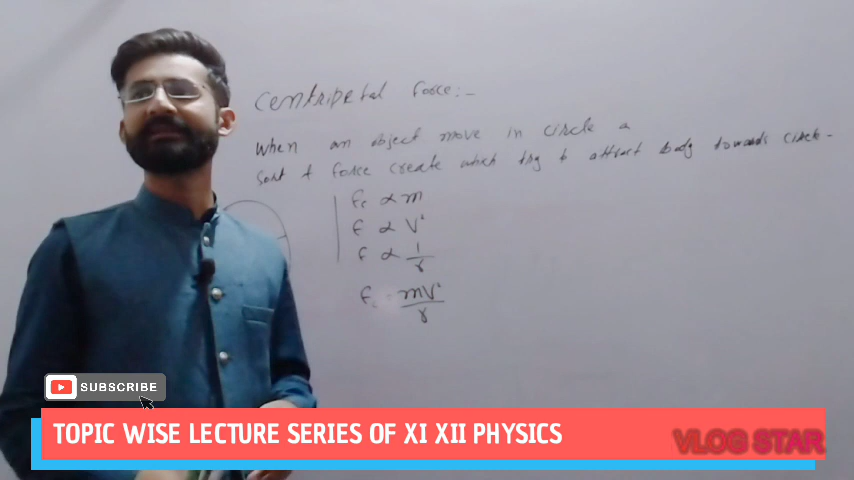 Centripetal force:-
When an object move in circle a
sort of force create which try to attract body towards circle-
Fc ∝ m
F ∝ V²
F ∝ 1/r
Fc = mV²/r
SUBSCRIBE
TOPIC WISE LECTURE SERIES OF XI XII PHYSICS
VLOG STAR